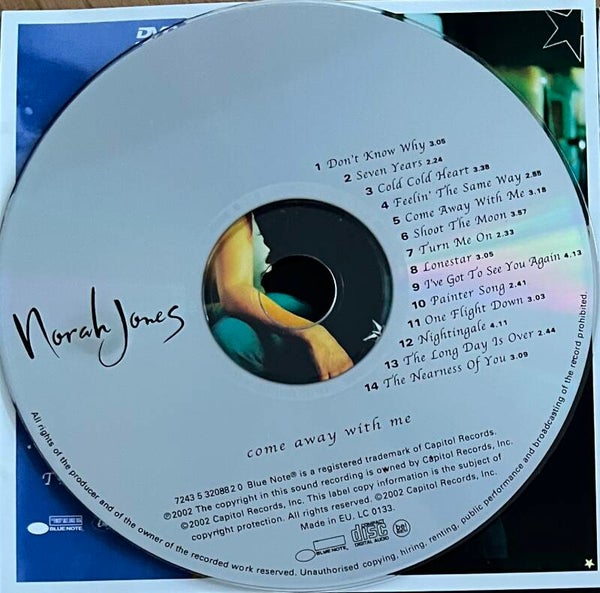 DV
1 Don't Know Why 3.05
2 Seven Years 2.24
3 Cold Cold Heart 3.38
4 Feelin' The Same Way 2.55
5 Come Away With Me 3.18
6 Shoot The Moon 3.57
7 Turn Me On 2.33
8 Lonestar 3.05
9 I've Got To See You Again 4.13
10 Painter Song 2.41
11 One Flight Down 3.03
12 Nightingale 4.11
13 The Long Day Is Over 2.44
14 The Nearness Of You 3.09
Norah Jones
come away with me
7243 5 32088 2 0 Blue Note® is a registered trademark of Capitol Records.
℗2002 The copyright in this sound recording is owned by Capitol Records, Inc.
©2002 Capitol Records, Inc. This label copy information is the subject of
copyright protection. All rights reserved. ©2002 Capitol Records, Inc.
Made in EU. LC 0133.
BLUE NOTE
COMPACT
disc
DIGITAL AUDIO
All rights of the producer and of the owner of the recorded work reserved. Unauthorised copying, hiring, renting, public performance and broadcasting of the record prohibited.
BLUE NOTE